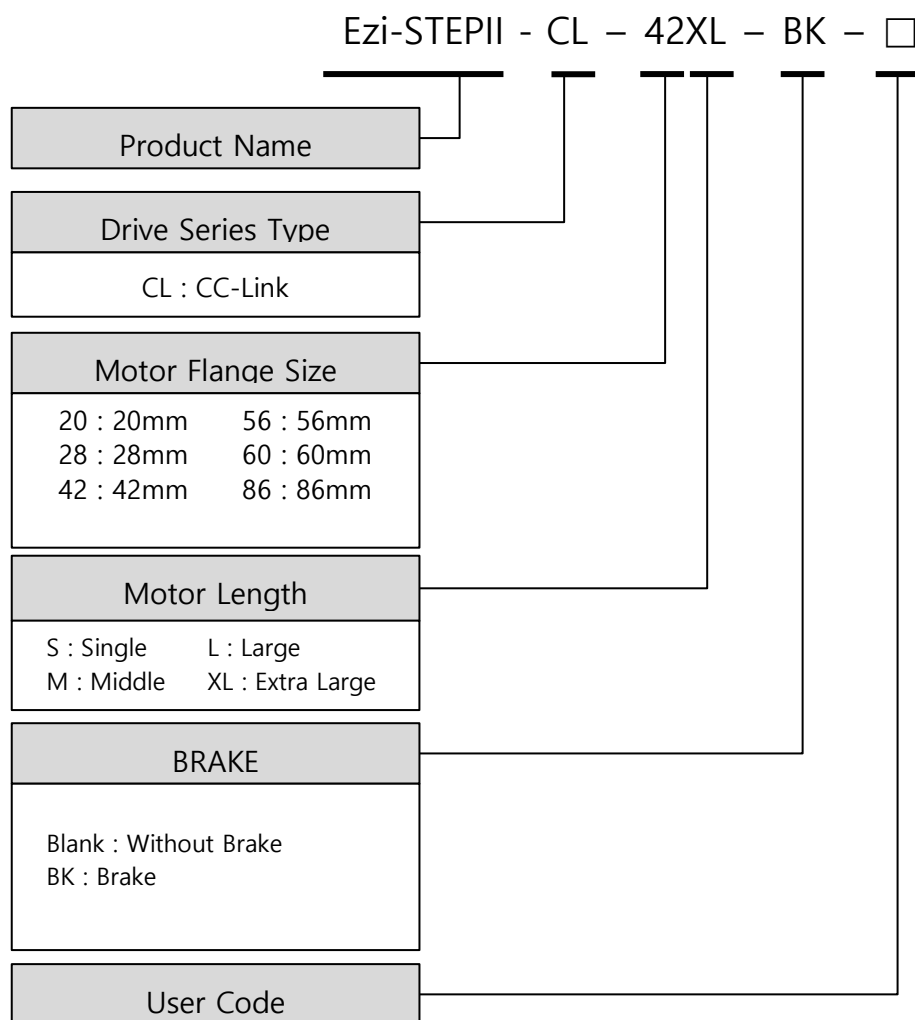 Ezi-STEPII - CL – 42XL – BK – □
Product Name
Drive Series Type
CL : CC-Link
Motor Flange Size
20 : 20mm 56 : 56mm
28 : 28mm 60 : 60mm
42 : 42mm 86 : 86mm
Motor Length
S : Single L : Large
M : Middle XL : Extra Large
BRAKE
Blank : Without Brake
BK : Brake
User Code